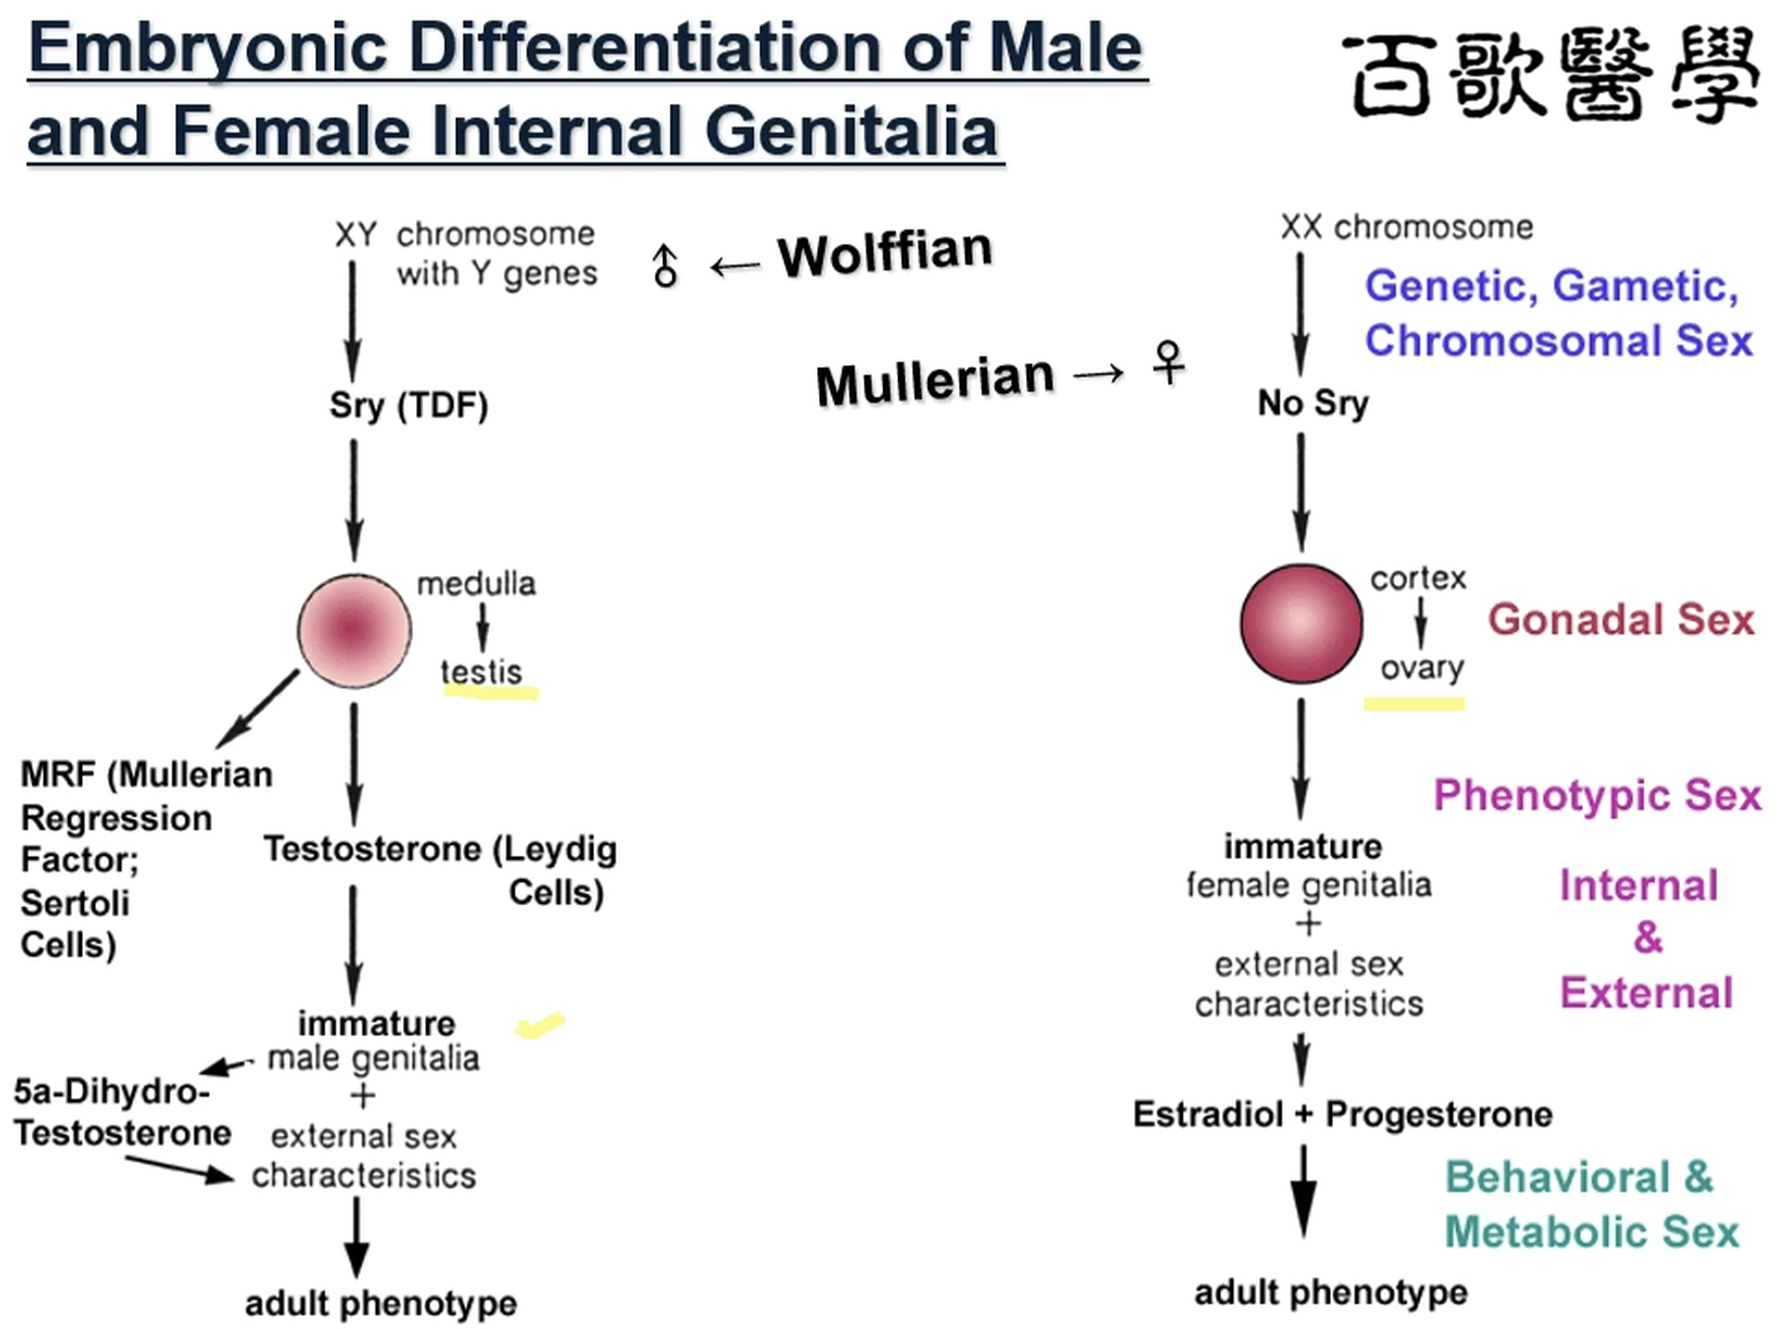 Embryonic Differentiation of Male
and Female Internal Genitalia
百歌醫學
XY chromosome
with Y genes
♂ ← Wolffian
Mullerian → ♀
Sry (TDF)
medulla
testis
MRF (Mullerian
Regression
Factor;
Sertoli
Cells)
Testosterone (Leydig
Cells)
immature
male genitalia
+
5a-Dihydro-
Testosterone
external sex
characteristics
adult phenotype
XX chromosome
Genetic, Gametic,
Chromosomal Sex
No Sry
cortex
ovary
Gonadal Sex
Phenotypic Sex
immature
female genitalia
+
external sex
characteristics
Internal
&
External
Estradiol + Progesterone
Behavioral &
Metabolic Sex
adult phenotype